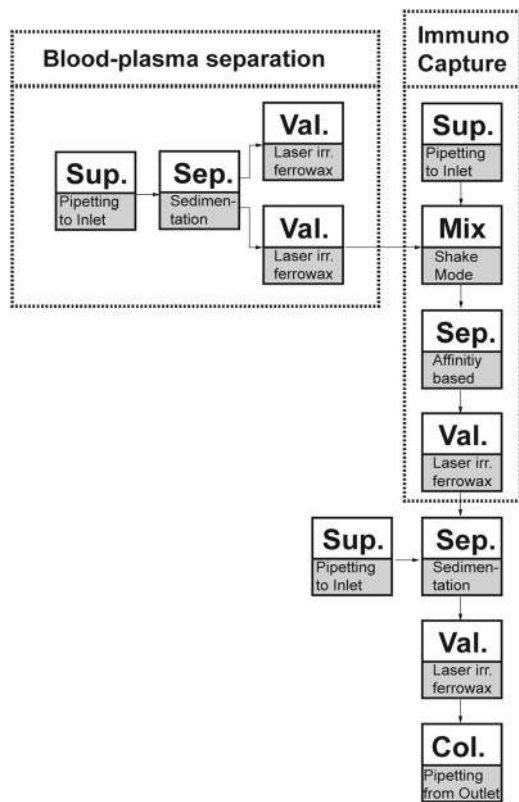 Blood-plasma separation
Immuno
Capture
Val.
Laser irr.
ferrowax
Sup.
Pipetting
to Inlet
Sep.
Sedimen-
tation
Val.
Laser irr.
ferrowax
Sup.
Pipetting
to Inlet
Mix
Shake
Mode
Sep.
Affinitiy
based
Val.
Laser irr.
ferrowax
Sup.
Pipetting
to Inlet
Sep.
Sedimen-
tation
Val.
Laser irr.
ferrowax
Col.
Pipetting
from Outlet